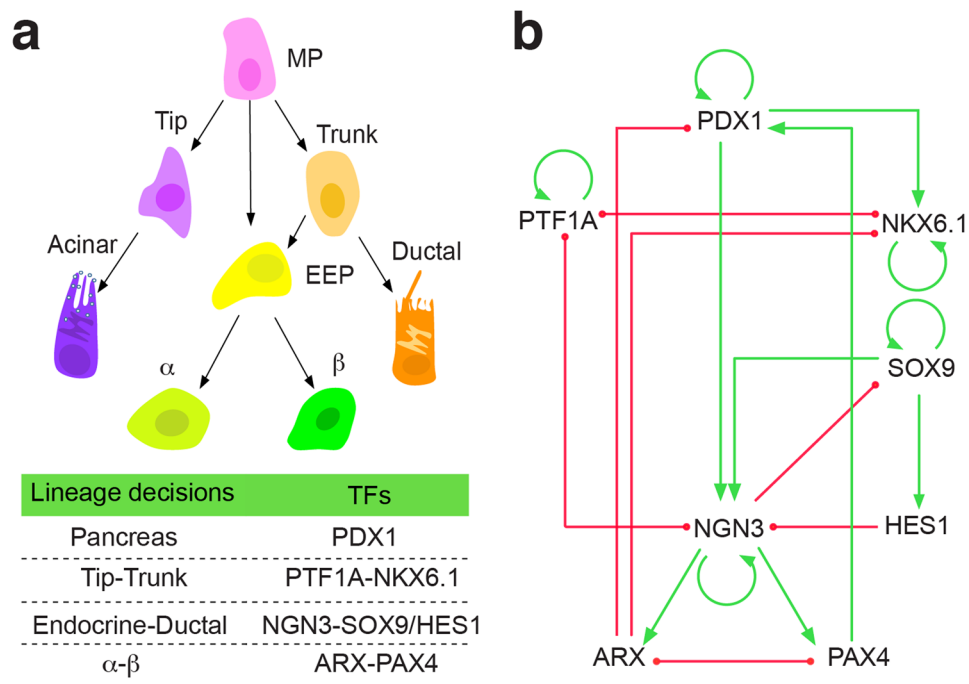 a
MP
Tip
Trunk
Acinar
EEP
Ductal
α
β
Lineage decisions TFs
Pancreas PDX1
Tip-Trunk PTF1A-NKX6.1
Endocrine-Ductal NGN3-SOX9/HES1
α-β ARX-PAX4
b
PDX1
PTF1A
NKX6.1
SOX9
NGN3
HES1
ARX
PAX4